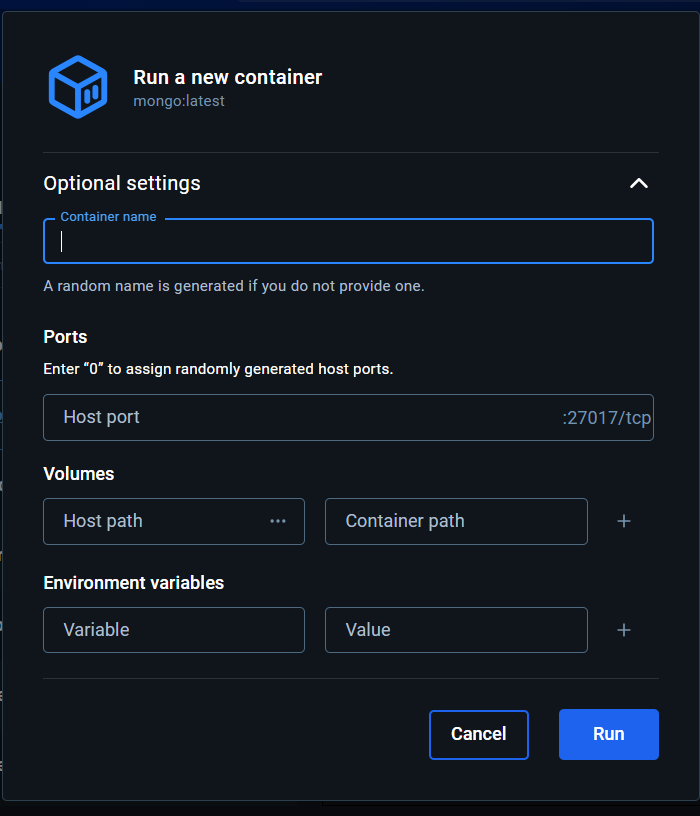 Run a new container
mongo:latest
Optional settings
Container name
A random name is generated if you do not provide one.
Ports
Enter “0” to assign randomly generated host ports.
Host port :27017/tcp
Volumes
Host path ··· Container path +
Environment variables
Variable Value +
Cancel Run